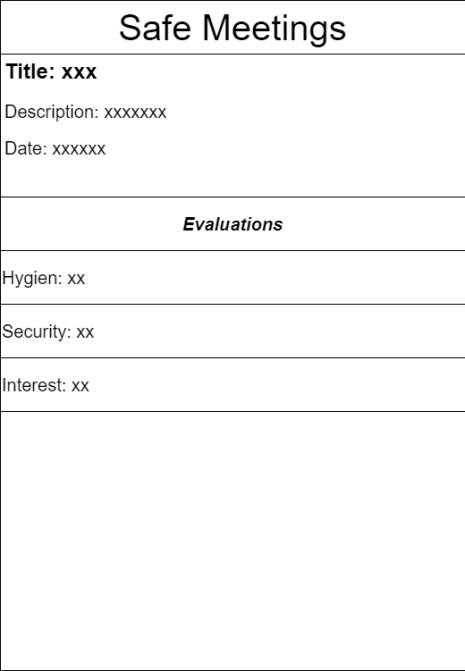 Safe Meetings
Title: xxx
Description: xxxxxxx
Date: xxxxxx
Evaluations
Hygien: xx
Security: xx
Interest: xx